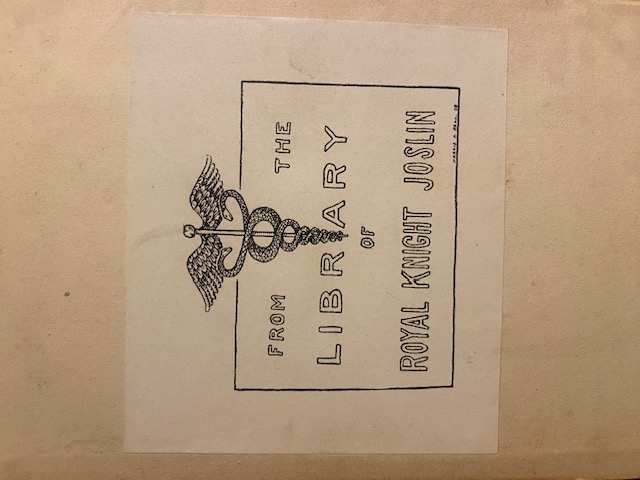 FROM THE
LIBRARY
OF
ROYAL KNIGHT JOSLIN